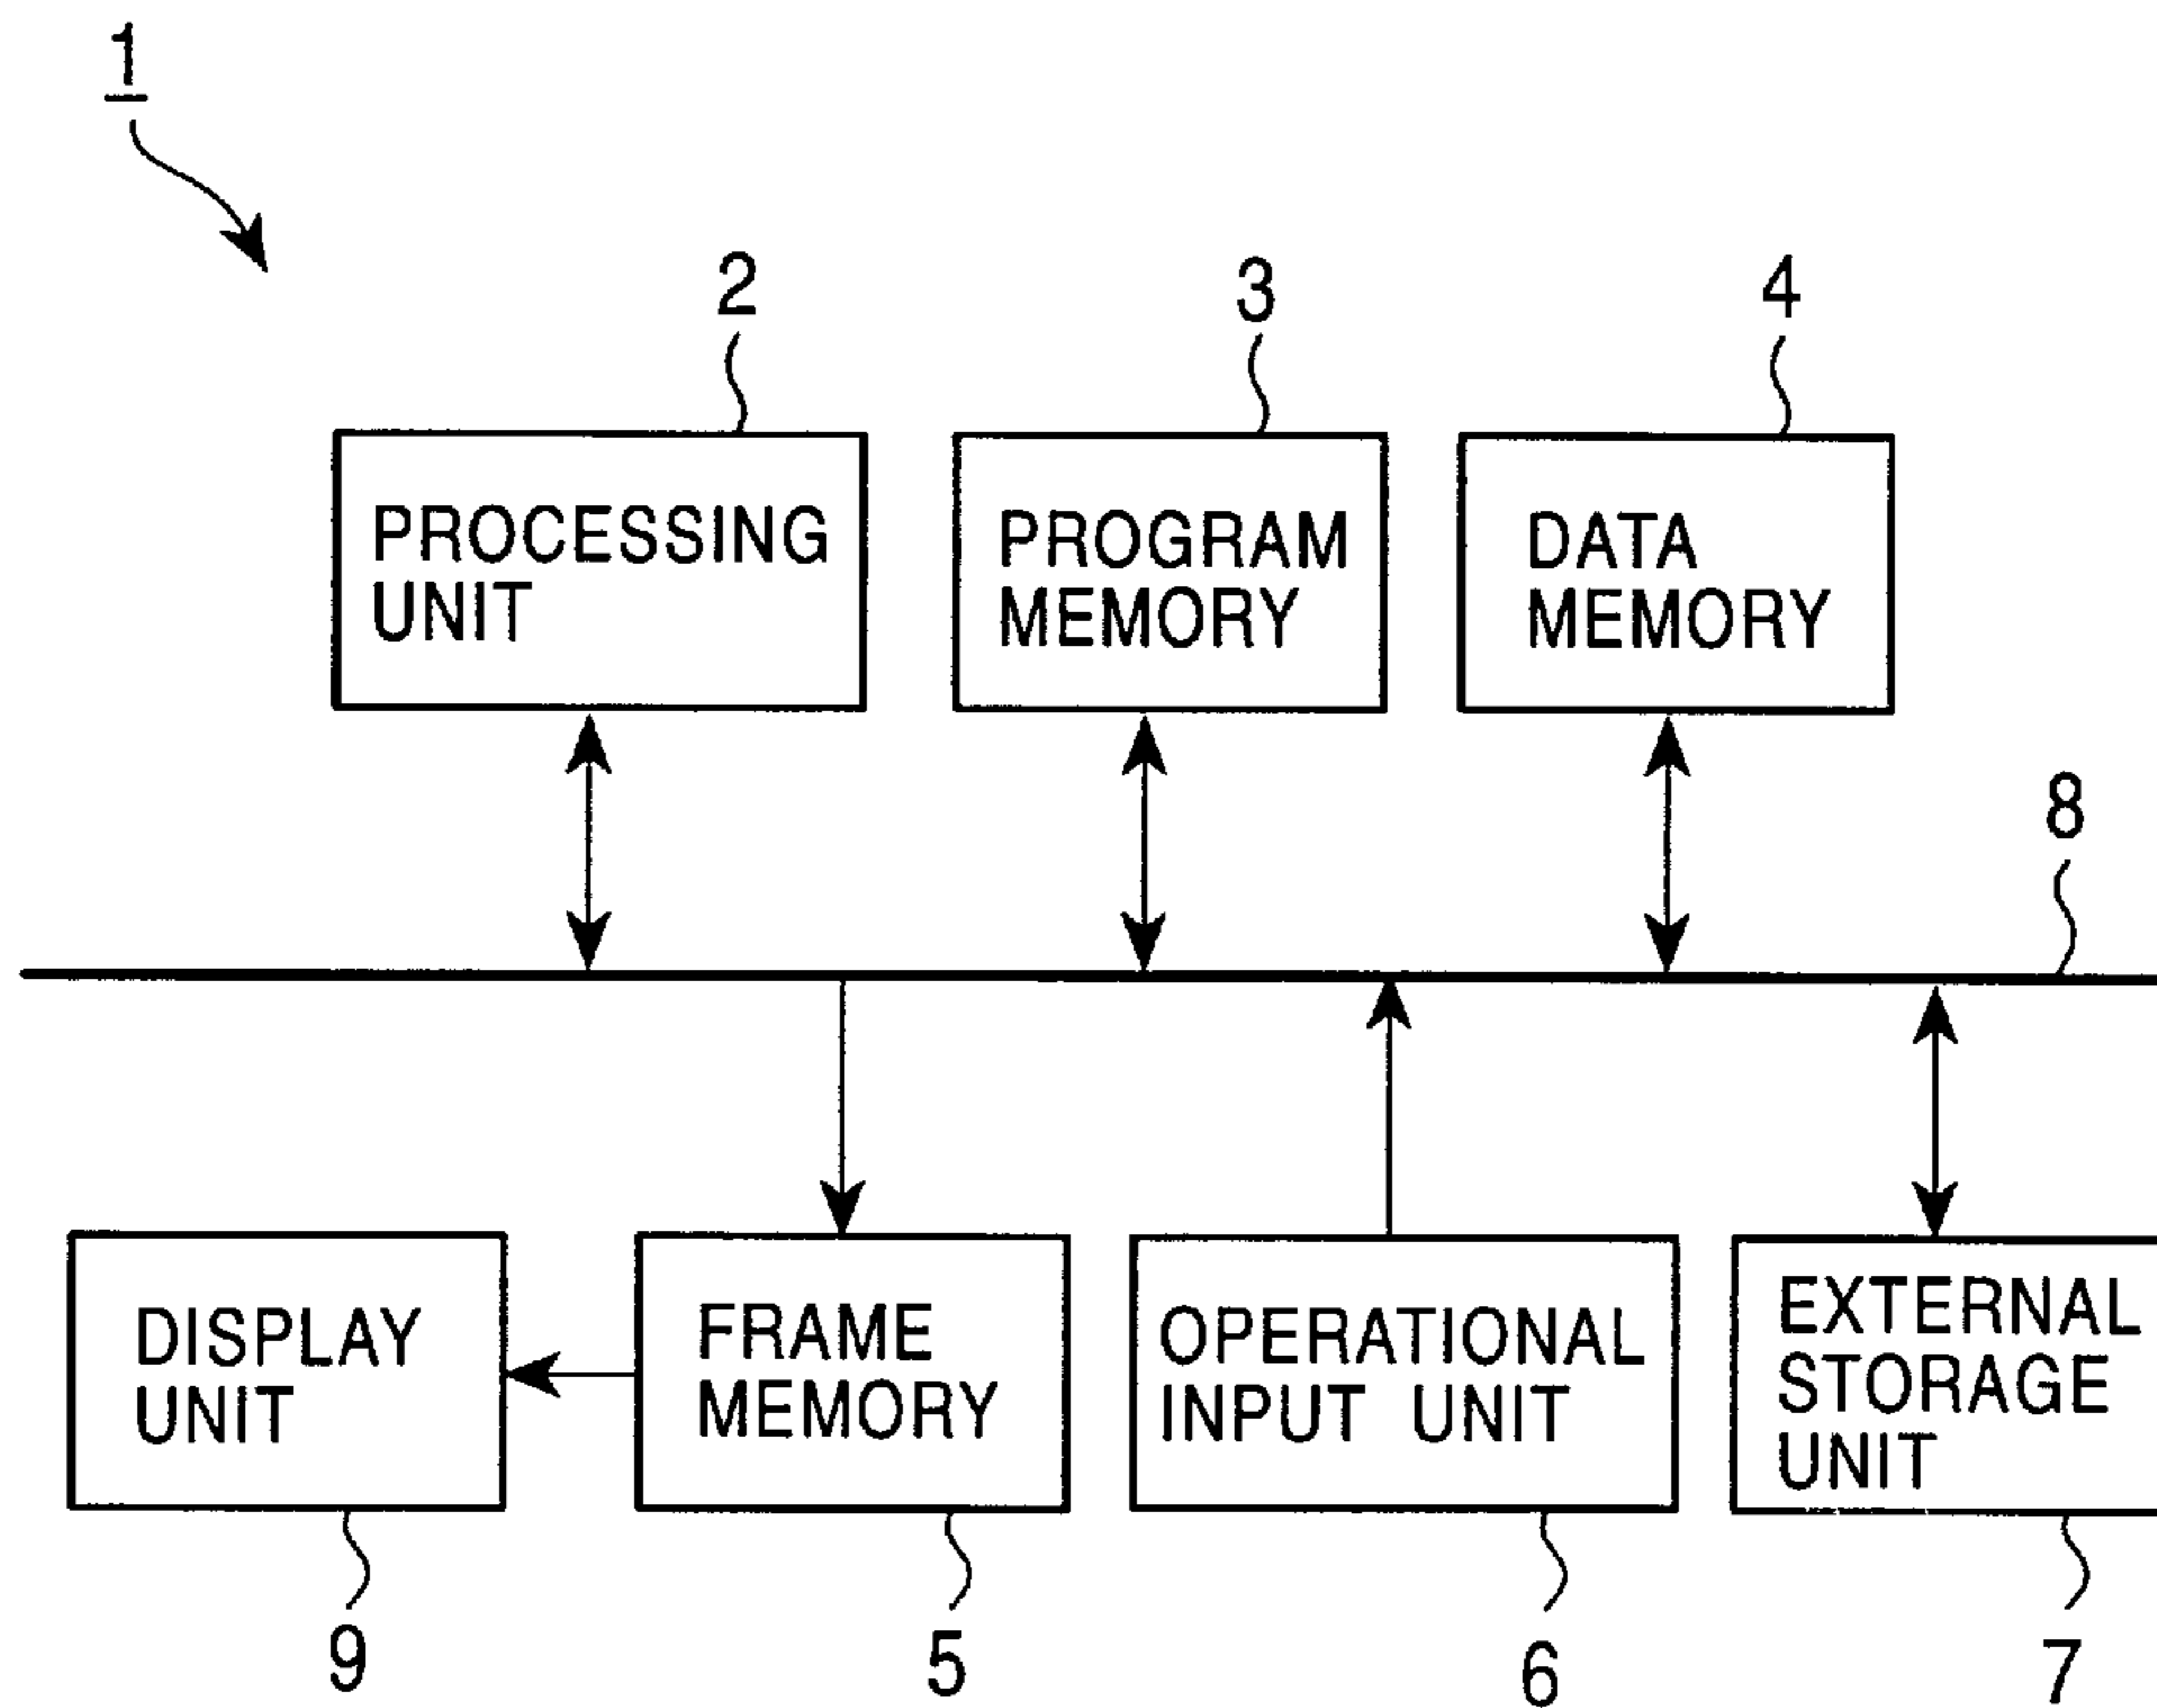 1
2
3
4
PROCESSING
UNIT
PROGRAM
MEMORY
DATA
MEMORY
8
DISPLAY
UNIT
FRAME
MEMORY
OPERATIONAL
INPUT UNIT
EXTERNAL
STORAGE
UNIT
9
5
6
7